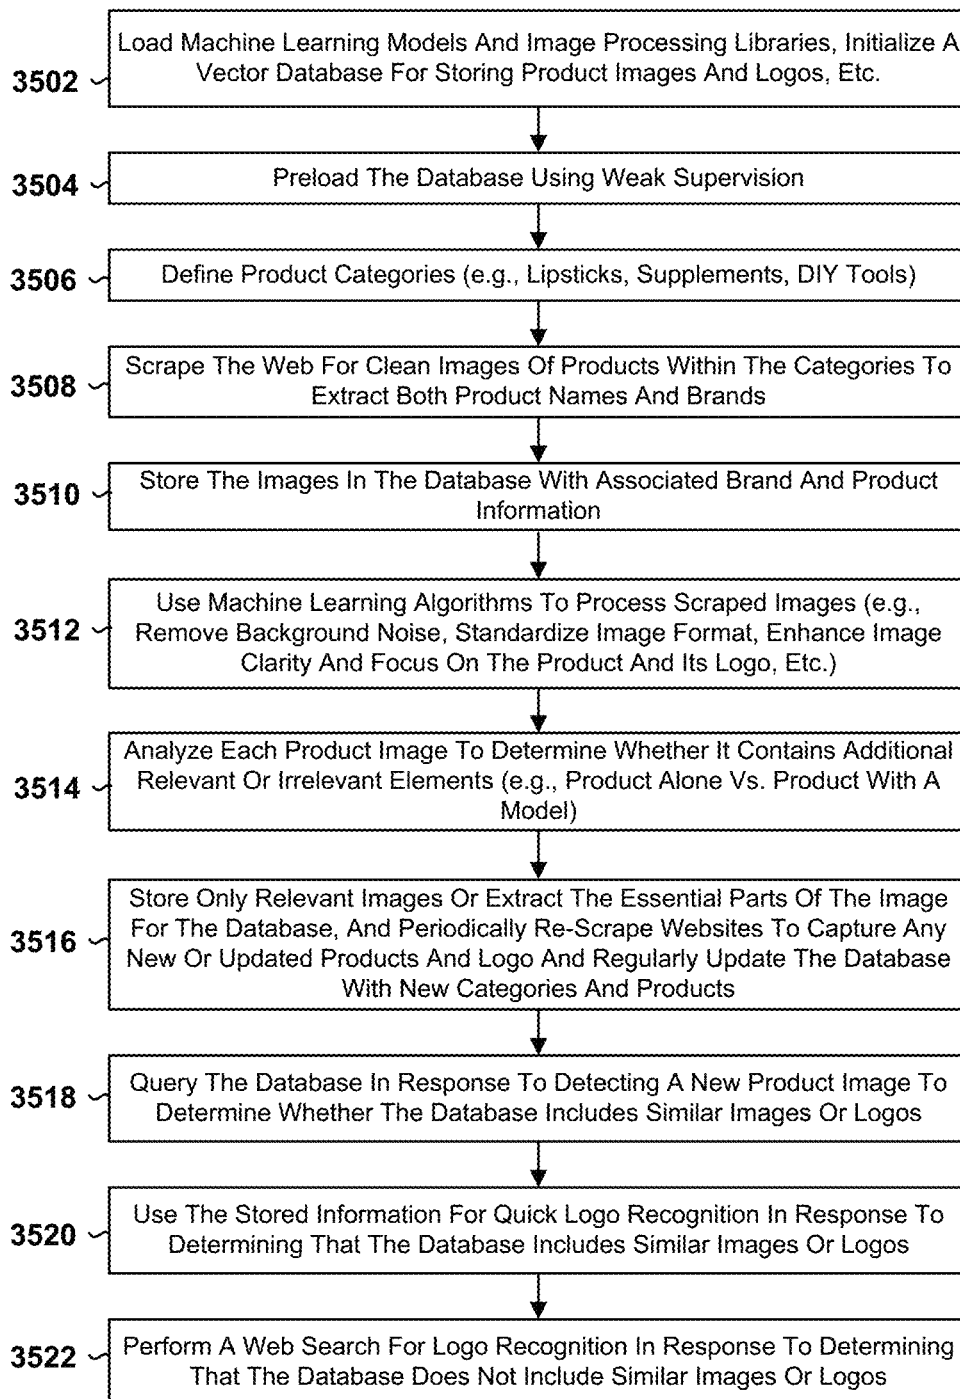 Load Machine Learning Models And Image Processing Libraries, Initialize A
3502
Vector Database For Storing Product Images And Logos, Etc.
3504
Preload The Database Using Weak Supervision
3506
Define Product Categories (e.g., Lipsticks, Supplements, DIY Tools)
3508
Scrape The Web For Clean Images Of Products Within The Categories To
Extract Both Product Names And Brands
3510
Store The Images In The Database With Associated Brand And Product
Information
3512
Use Machine Learning Algorithms To Process Scraped Images (e.g.,
Remove Background Noise, Standardize Image Format, Enhance Image
Clarity And Focus On The Product And Its Logo, Etc.)
3514
Analyze Each Product Image To Determine Whether It Contains Additional
Relevant Or Irrelevant Elements (e.g., Product Alone Vs. Product With A
Model)
3516
Store Only Relevant Images Or Extract The Essential Parts Of The Image
For The Database, And Periodically Re-Scrape Websites To Capture Any
New Or Updated Products And Logo And Regularly Update The Database
With New Categories And Products
3518
Query The Database In Response To Detecting A New Product Image To
Determine Whether The Database Includes Similar Images Or Logos
3520
Use The Stored Information For Quick Logo Recognition In Response To
Determining That The Database Includes Similar Images Or Logos
3522
Perform A Web Search For Logo Recognition In Response To Determining
That The Database Does Not Include Similar Images Or Logos